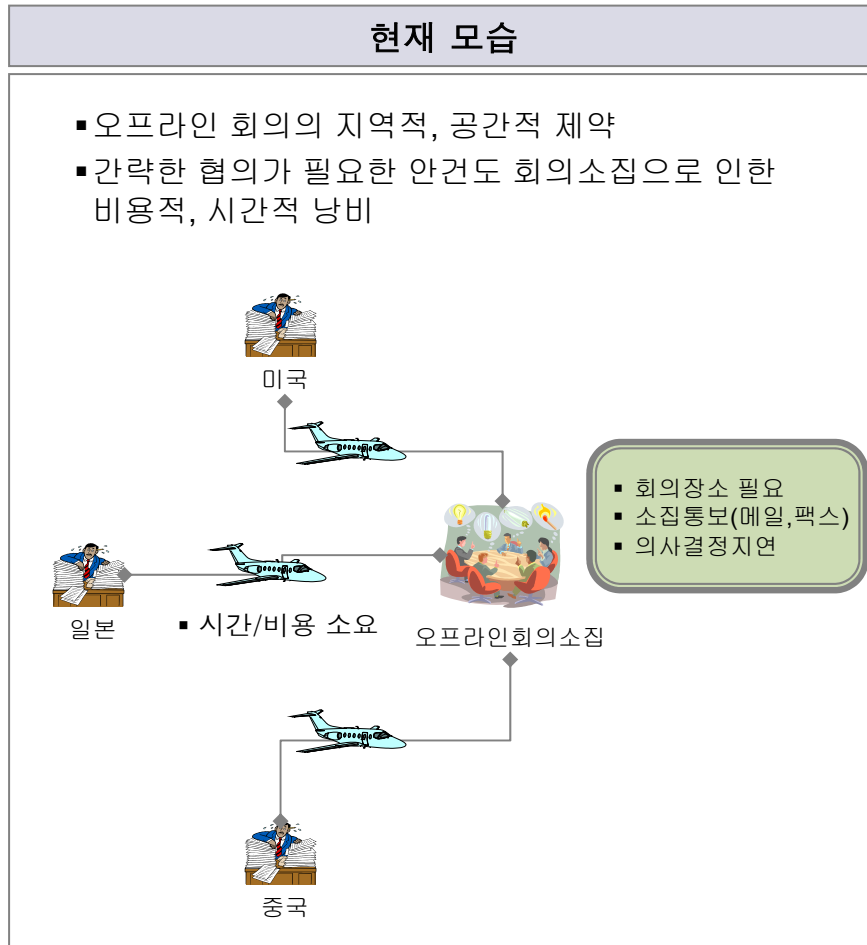 현재 모습
▪오프라인 회의의 지역적, 공간적 제약
▪간략한 협의가 필요한 안건도 회의소집으로 인한
비용적, 시간적 낭비
미국
▪ 회의장소 필요
▪ 소집통보(메일,팩스)
▪ 의사결정지연
일본
▪ 시간/비용 소요
오프라인회의소집
중국